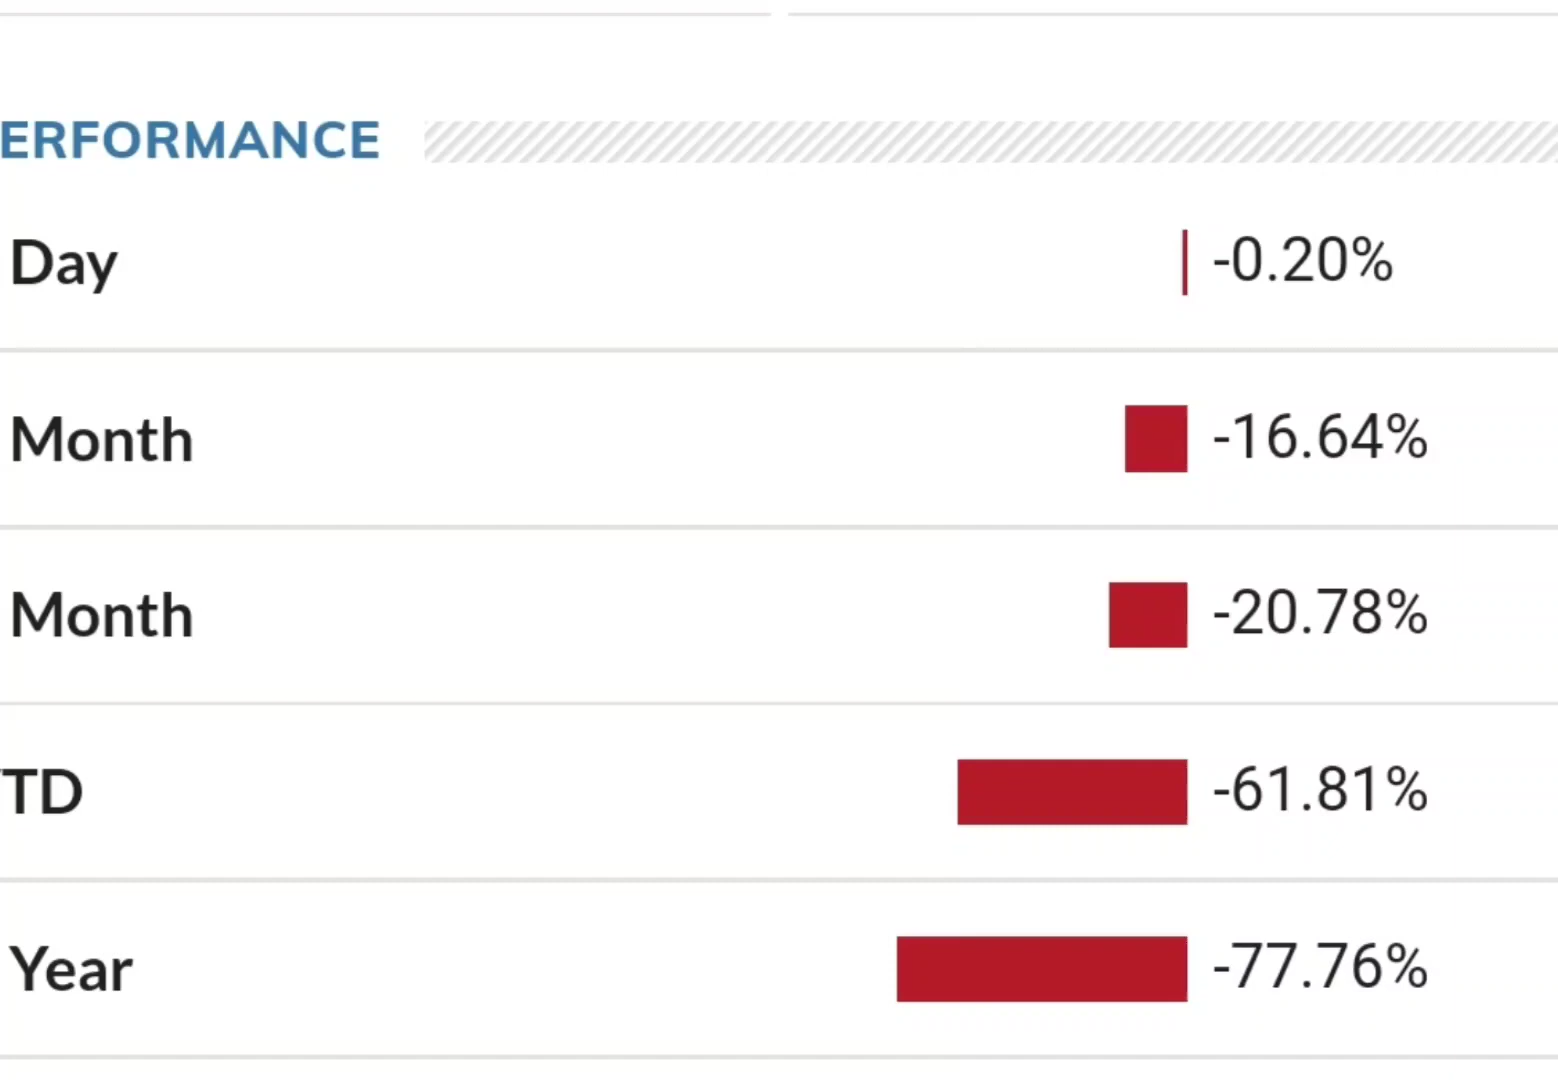 ERFORMANCE
Day -0.20%
Month -16.64%
Month -20.78%
TD -61.81%
Year -77.76%